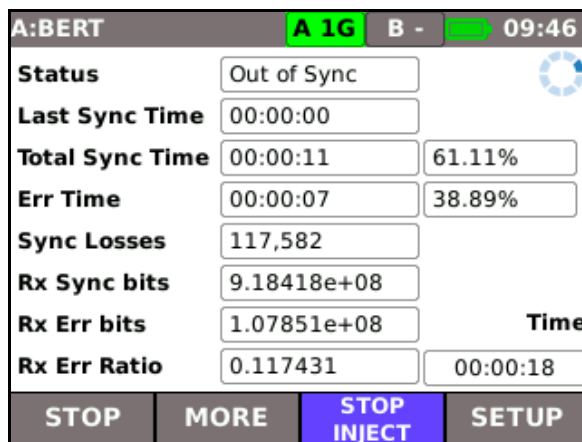 A:BERT A 1G B - 09:46
Status Out of Sync
Last Sync Time 00:00:00
Total Sync Time 00:00:11 61.11%
Err Time 00:00:07 38.89%
Sync Losses 117,582
Rx Sync bits 9.18418e+08
Rx Err bits 1.07851e+08 Time
Rx Err Ratio 0.117431 00:00:18
STOP MORE STOP INJECT SETUP